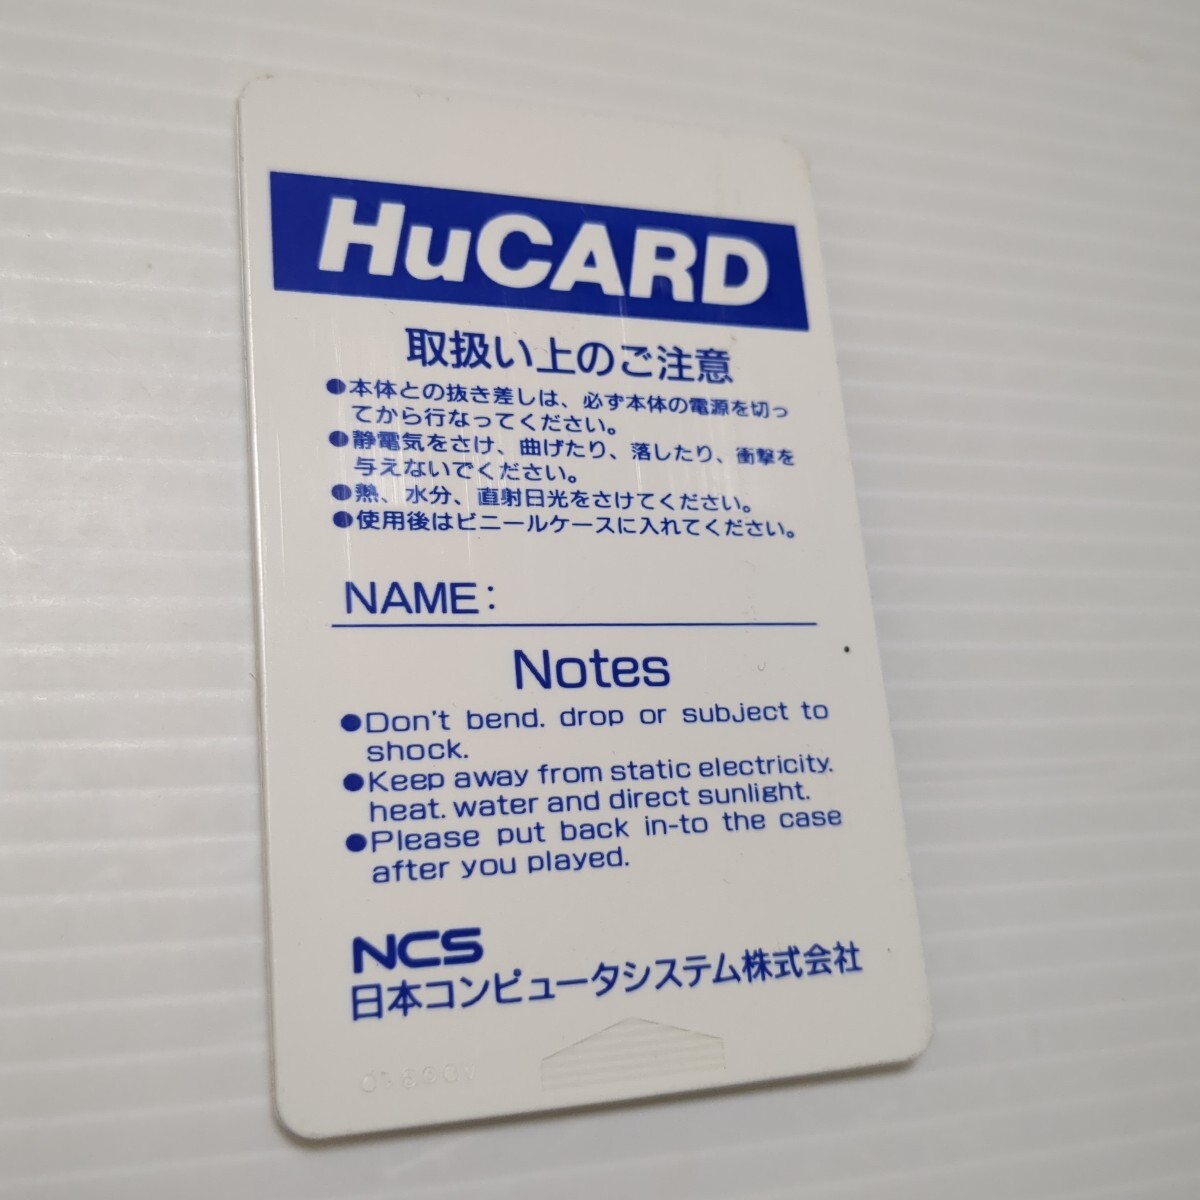 HuCARD
取扱い上のご注意
●本体との抜き差しは、必ず本体の電源を切っ
てから行なってください。
●静電気をさけ、曲げたり、落したり、衝撃を
与えないでください。
●熱、水分、直射日光をさけてください。
●使用後はビニールケースに入れてください。
NAME:
Notes
●Don't bend. drop or subject to
shock.
●Keep away from static electricity.
heat. water and direct sunlight.
●Please put back in-to the case
after you played.
NCS
日本コンピュータシステム株式会社